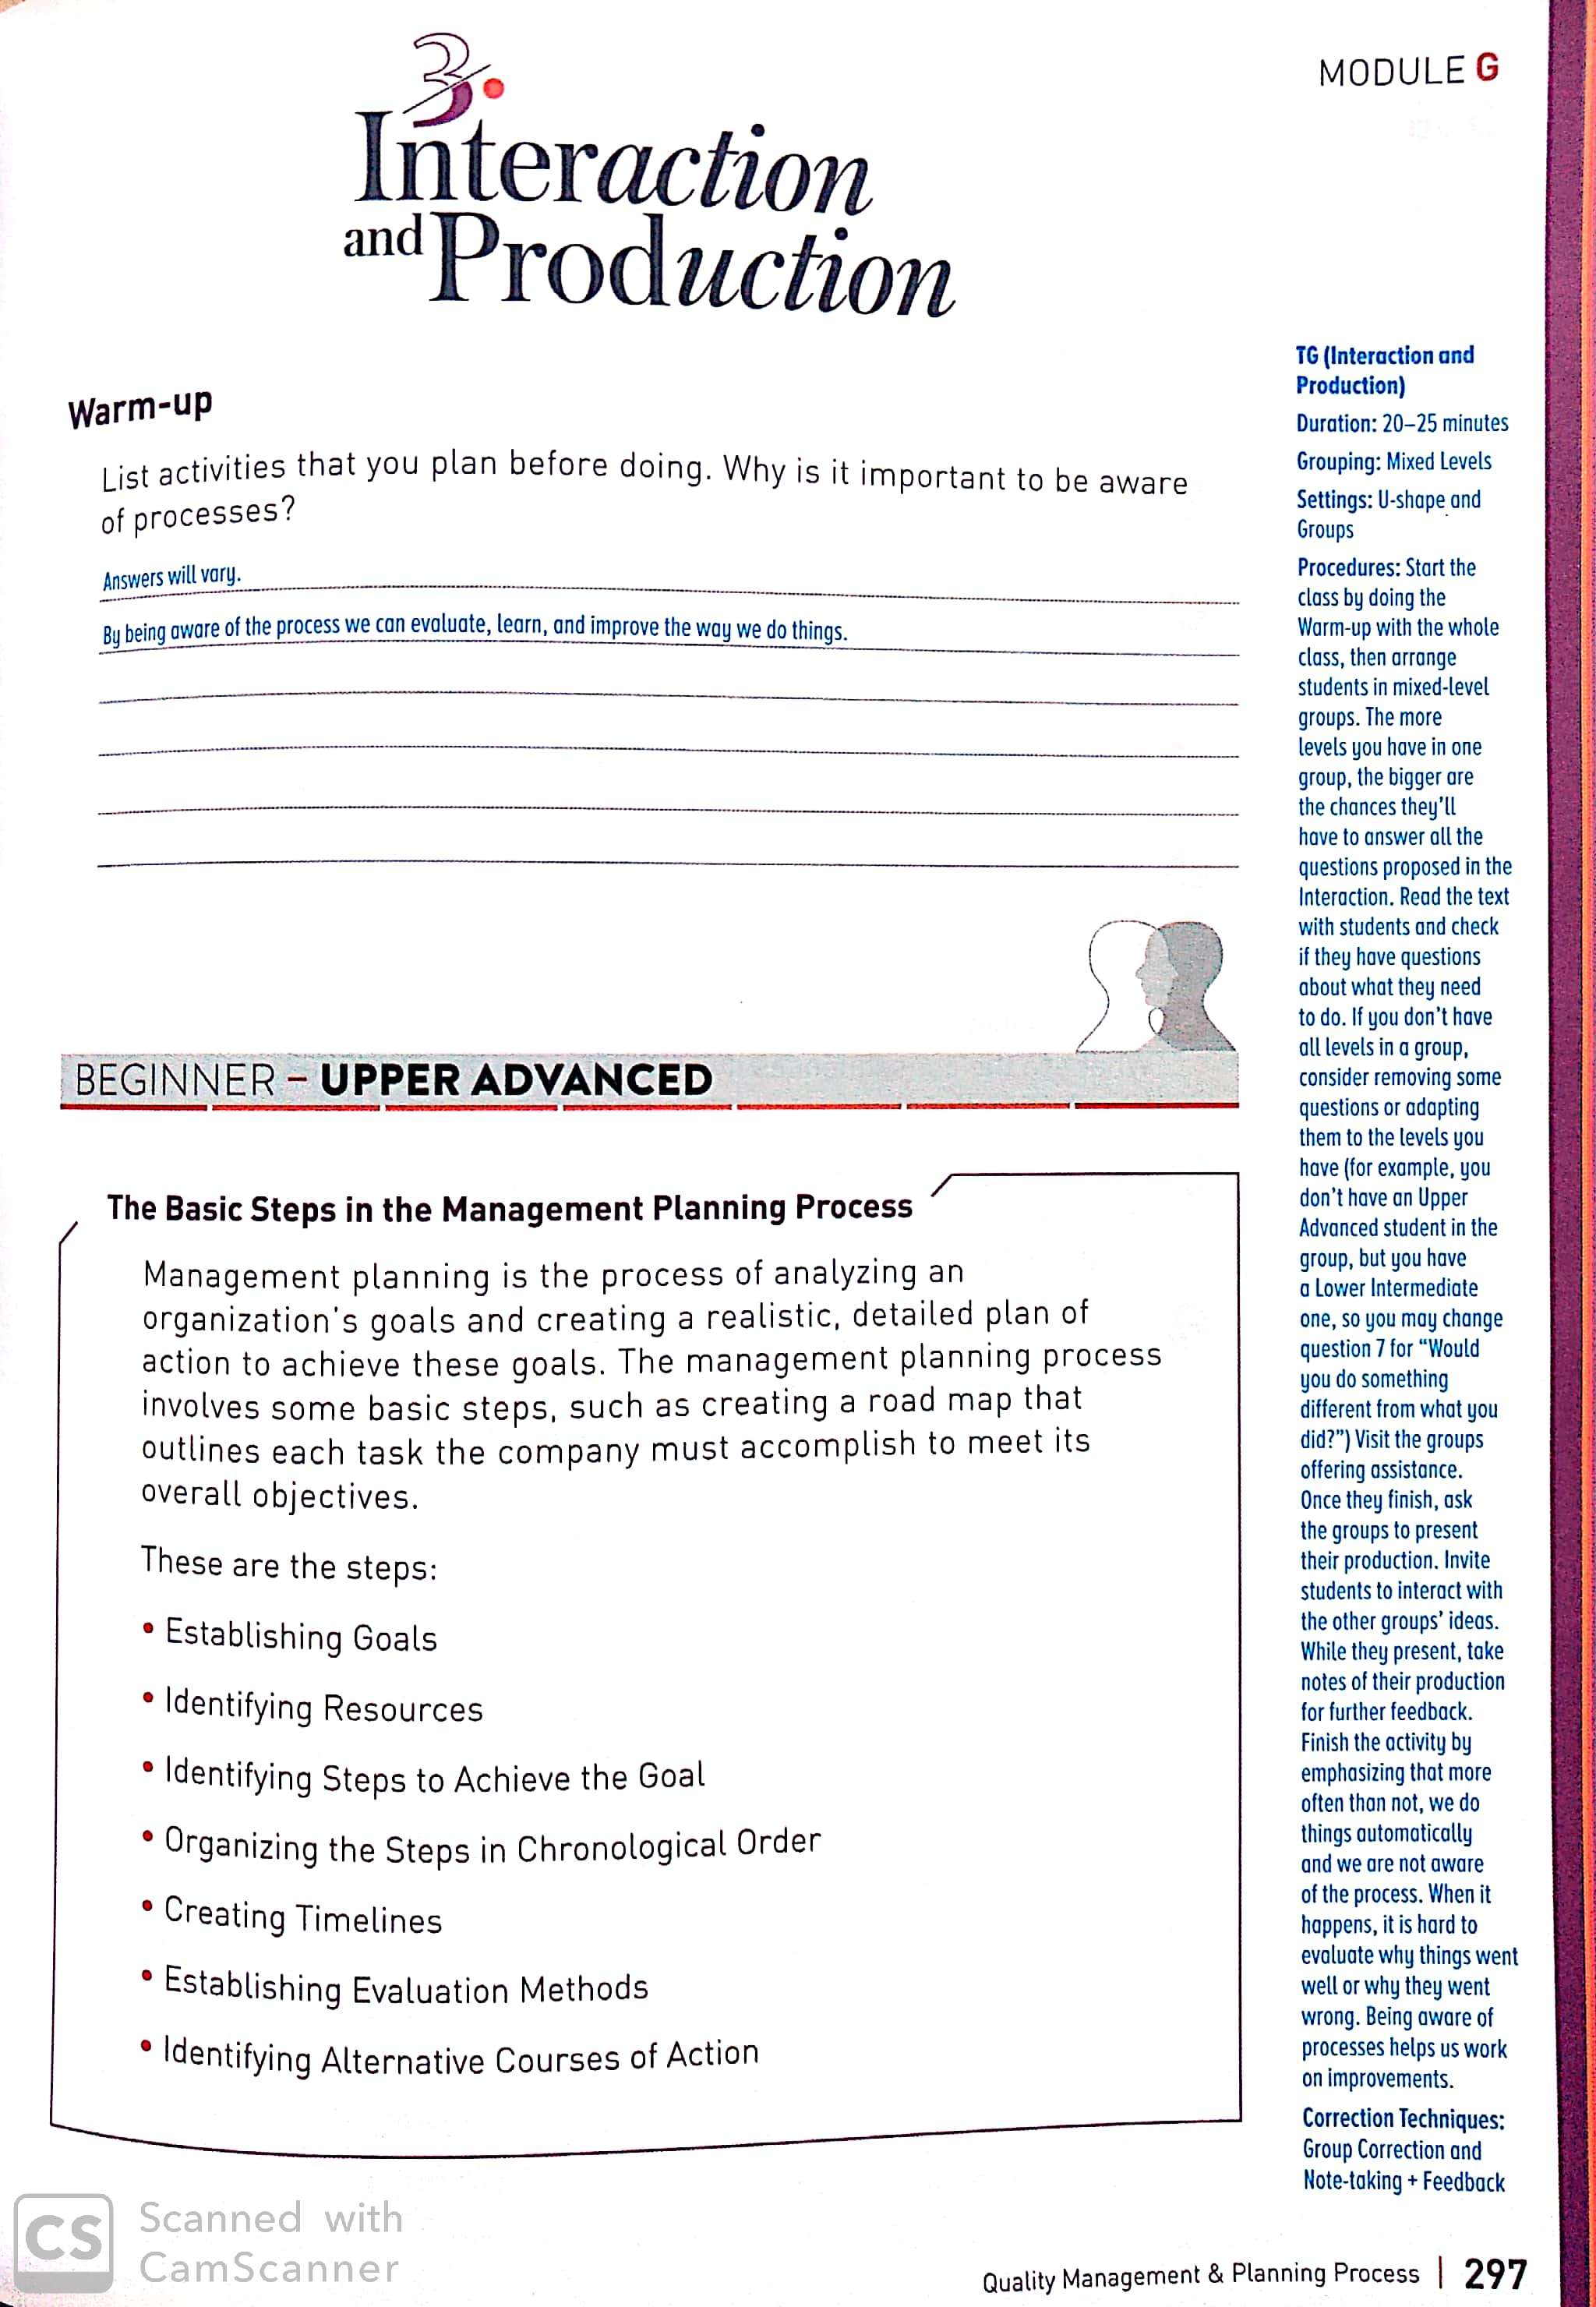 MODULE G
3.
Interaction
and Production
Warm-up
List activities that you plan before doing. Why is it important to be aware
of processes?
Answers will vary.
By being aware of the process we can evaluate, learn, and improve the way we do things.
BEGINNER – UPPER ADVANCED
The Basic Steps in the Management Planning Process
Management planning is the process of analyzing an
organization's goals and creating a realistic, detailed plan of
action to achieve these goals. The management planning process
involves some basic steps, such as creating a road map that
outlines each task the company must accomplish to meet its
overall objectives.
These are the steps:
• Establishing Goals
• Identifying Resources
• Identifying Steps to Achieve the Goal
• Organizing the Steps in Chronological Order
• Creating Timelines
• Establishing Evaluation Methods
• Identifying Alternative Courses of Action
TG (Interaction and
Production)
Duration: 20–25 minutes
Grouping: Mixed Levels
Settings: U-shape and
Groups
Procedures: Start the
class by doing the
Warm-up with the whole
class, then arrange
students in mixed-level
groups. The more
levels you have in one
group, the bigger are
the chances they'll
have to answer all the
questions proposed in the
Interaction. Read the text
with students and check
if they have questions
about what they need
to do. If you don't have
all levels in a group,
consider removing some
questions or adapting
them to the levels you
have (for example, you
don't have an Upper
Advanced student in the
group, but you have
a Lower Intermediate
one, so you may change
question 7 for "Would
you do something
different from what you
did?") Visit the groups
offering assistance.
Once they finish, ask
the groups to present
their production. Invite
students to interact with
the other groups' ideas.
While they present, take
notes of their production
for further feedback.
Finish the activity by
emphasizing that more
often than not, we do
things automatically
and we are not aware
of the process. When it
happens, it is hard to
evaluate why things went
well or why they went
wrong. Being aware of
processes helps us work
on improvements.
Correction Techniques:
Group Correction and
Note-taking + Feedback
CS
Scanned with
CamScanner
Quality Management & Planning Process | 297